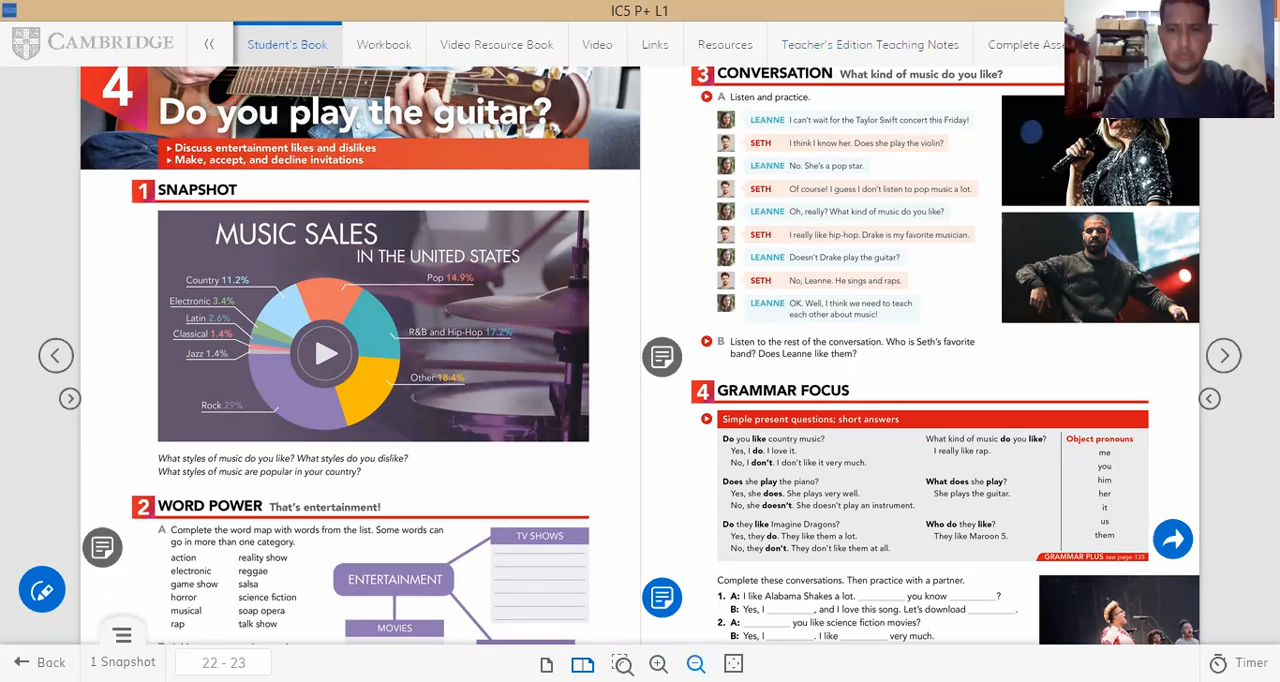 IC5 P+ L1
CAMBRIDGE
Student's Book
Workbook
Video Resource Book
Video
Links
Resources
Teacher's Edition Teaching Notes
Complete Asse
4
Do you play the guitar?
▸ Discuss entertainment likes and dislikes
▸ Make, accept, and decline invitations
1 SNAPSHOT
MUSIC SALES
IN THE UNITED STATES
Country 11.2%
Pop 14.9%
Electronic 3.4%
Latin 2.6%
Classical 1.4%
R&B and Hip-Hop 17.2%
Jazz 1.4%
Other 18.4%
Rock 29%
What styles of music do you like? What styles do you dislike?
What styles of music are popular in your country?
2 WORD POWER That's entertainment!
A Complete the word map with words from the list. Some words can
go in more than one category.
action reality show
electronic reggae
game show salsa
horror science fiction
musical soap opera
rap talk show
TV SHOWS
ENTERTAINMENT
MOVIES
3 CONVERSATION What kind of music do you like?
A Listen and practice.
LEANNE I can't wait for the Taylor Swift concert this Friday!
SETH I think I know her. Does she play the violin?
LEANNE No. She's a pop star.
SETH Of course! I guess I don't listen to pop music a lot.
LEANNE Oh, really? What kind of music do you like?
SETH I really like hip-hop. Drake is my favorite musician.
LEANNE Doesn't Drake play the guitar?
SETH No, Leanne. He sings and raps.
LEANNE OK. Well, I think we need to teach
each other about music!
B Listen to the rest of the conversation. Who is Seth's favorite
band? Does Leanne like them?
4 GRAMMAR FOCUS
Simple present questions; short answers
Do you like country music?
Yes, I do. I love it.
No, I don't. I don't like it very much.
Does she play the piano?
Yes, she does. She plays very well.
No, she doesn't. She doesn't play an instrument.
Do they like Imagine Dragons?
Yes, they do. They like them a lot.
No, they don't. They don't like them at all.
What kind of music do you like?
I really like rap.
What does she play?
She plays the guitar.
Who do they like?
They like Maroon 5.
Object pronouns
me
you
him
her
it
us
them
GRAMMAR PLUS see page 135
Complete these conversations. Then practice with a partner.
1. A: I like Alabama Shakes a lot. ________ you know ________ ?
B: Yes, I ________, and I love this song. Let's download ________ .
2. A: ________ you like science fiction movies?
B: Yes, I ________. I like ________ very much.
Back
1 Snapshot
22 - 23
Timer